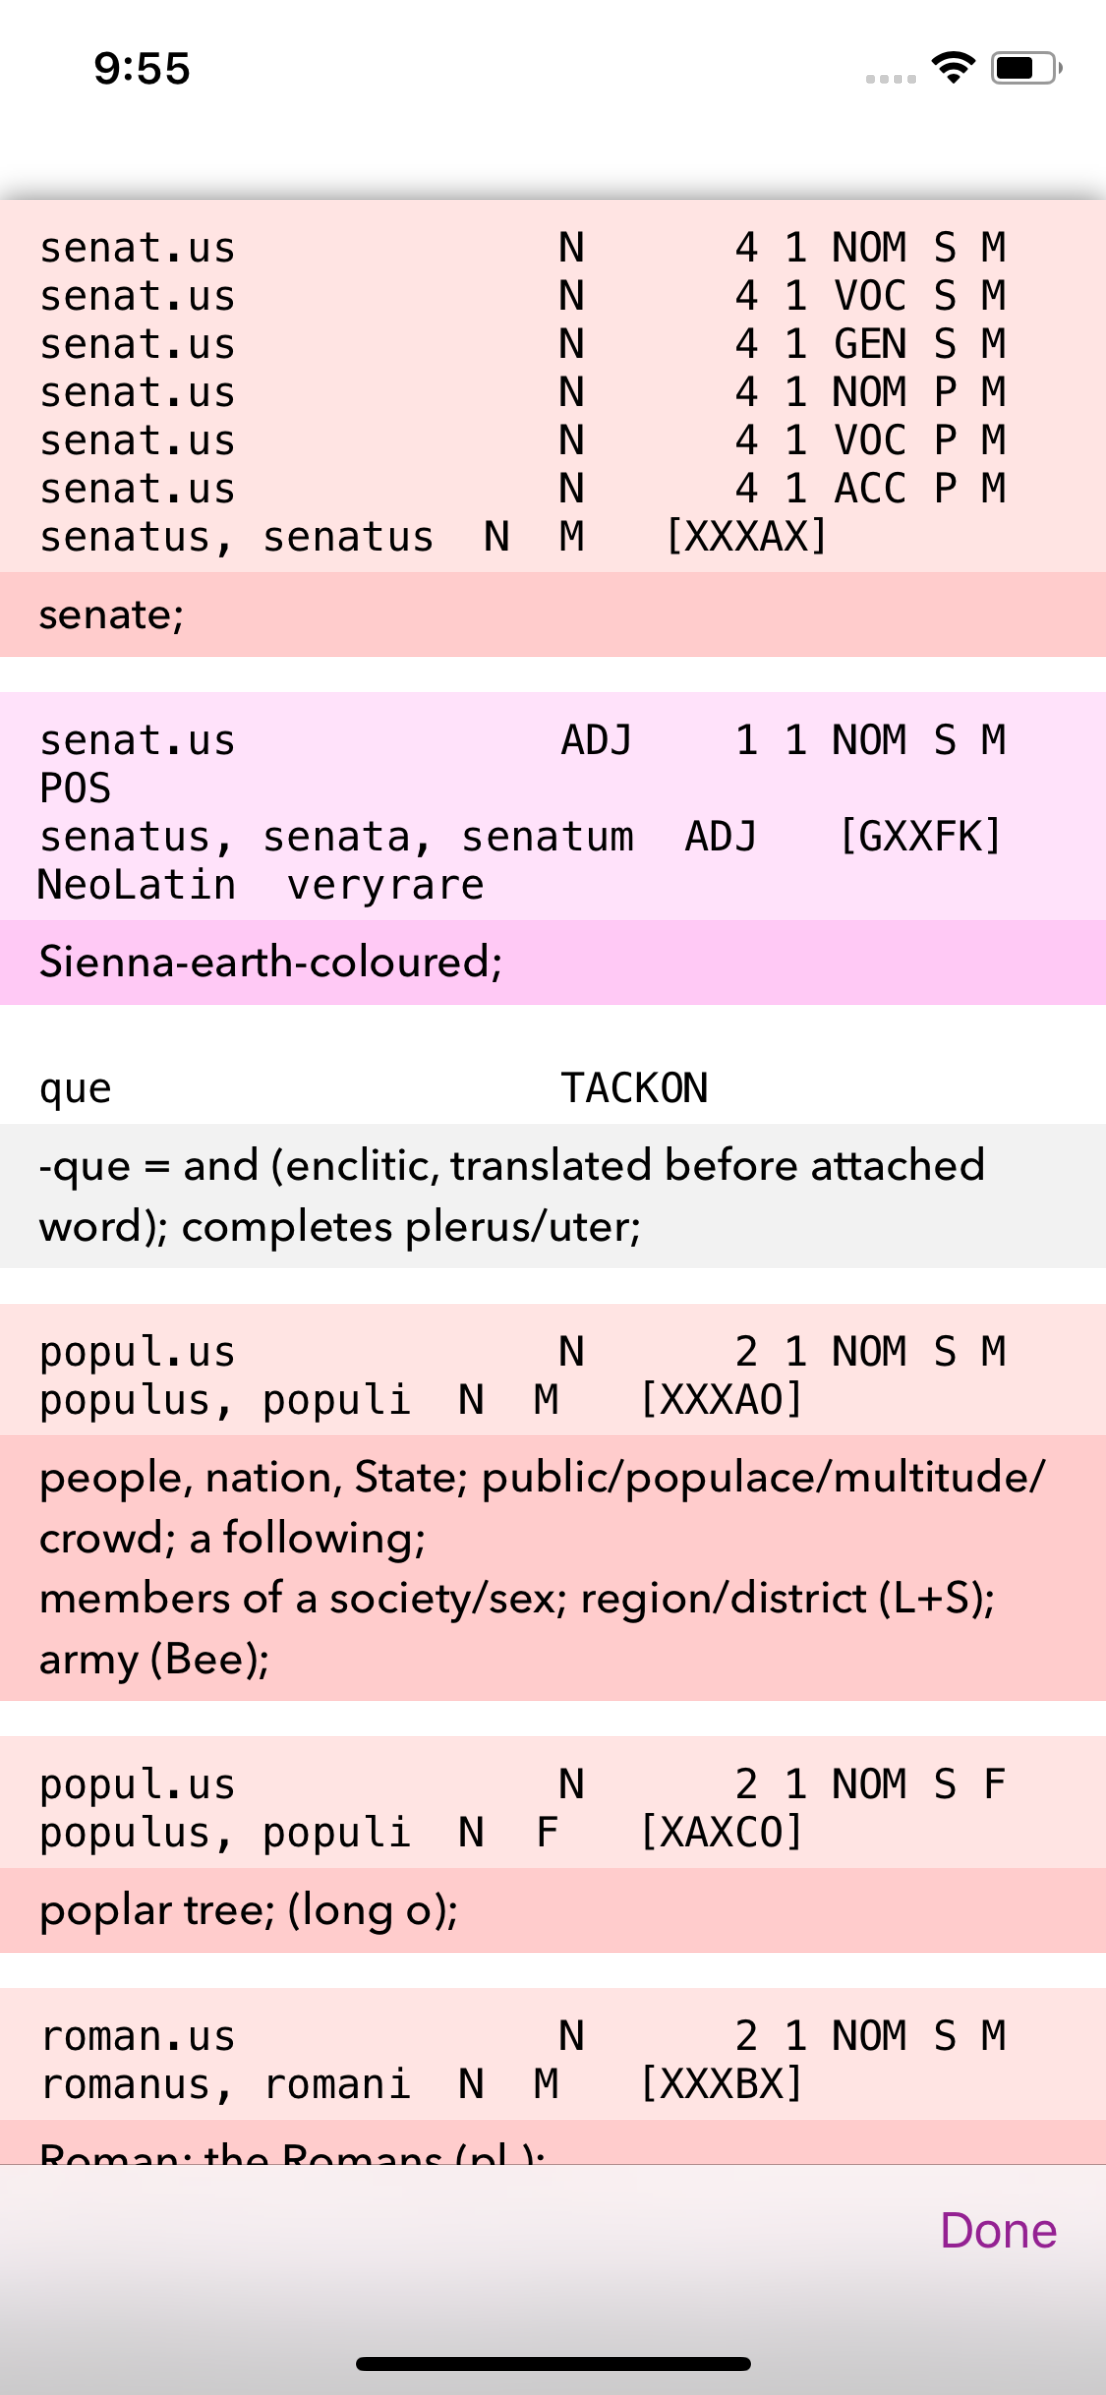 9:55
senat.us N 4 1 NOM S M
senat.us N 4 1 VOC S M
senat.us N 4 1 GEN S M
senat.us N 4 1 NOM P M
senat.us N 4 1 VOC P M
senat.us N 4 1 ACC P M
senatus, senatus N M [XXXAX]
senate;
senat.us ADJ 1 1 NOM S M
POS
senatus, senata, senatum ADJ [GXXFK]
NeoLatin veryrare
Sienna-earth-coloured;
que TACKON
-que = and (enclitic, translated before attached
word); completes plerus/uter;
popul.us N 2 1 NOM S M
populus, populi N M [XXXAO]
people, nation, State; public/populace/multitude/
crowd; a following;
members of a society/sex; region/district (L+S);
army (Bee);
popul.us N 2 1 NOM S F
populus, populi N F [XAXCO]
poplar tree; (long o);
roman.us N 2 1 NOM S M
romanus, romani N M [XXXBX]
Roman; the Romans (pl.);
Done